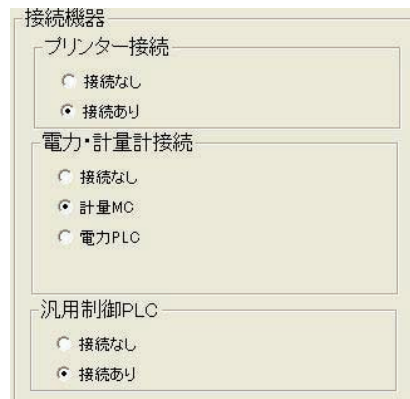 接続機器
プリンター接続
接続なし
接続あり
電力・計量計接続
接続なし
計量MC
電力PLC
汎用制御PLC
接続なし
接続あり